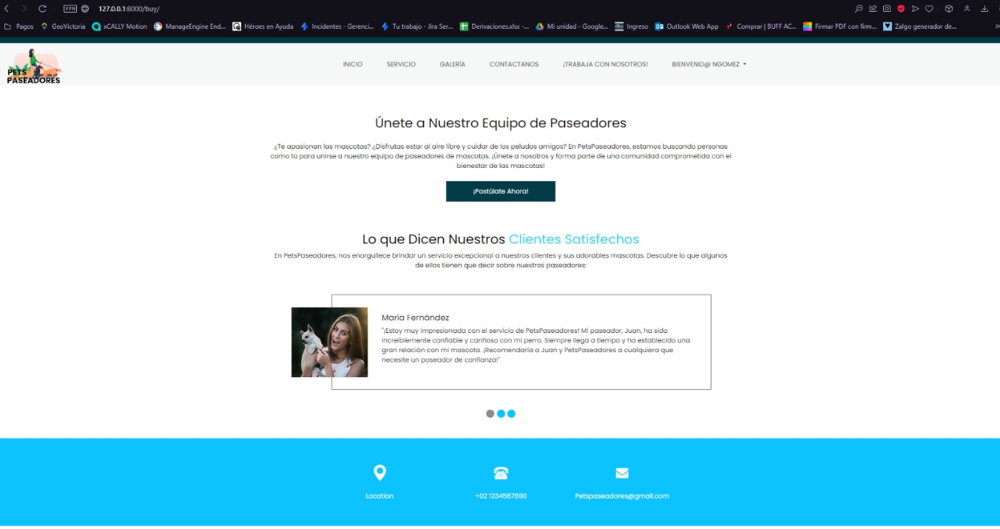 VPN 127.0.0.1:8000/buy/
Pagos GeoVictoria xCALLY Motion ManageEngine End... Héroes en Ayuda Incidentes - Gerenci... Tu trabajo - Jira Ser... Derivaciones.xlsx -... Mi unidad - Google... Ingreso Outlook Web App Comprar | BUFF AC... Firmar PDF con firm... Zalgo generador de... »
PETS
PASEADORES
INICIO SERVICIO GALERÍA CONTACTANOS ¡TRABAJA CON NOSOTROS! BIENVENID@ NGOMEZ
Únete a Nuestro Equipo de Paseadores
¿Te apasionan las mascotas? ¿Disfrutas estar al aire libre y cuidar de los peludos amigos? En PetsPaseadores, estamos buscando personas
como tú para unirse a nuestro equipo de paseadores de mascotas. ¡Únete a nosotros y forma parte de una comunidad comprometida con el
bienestar de las mascotas!
¡Postúlate Ahora!
Lo que Dicen Nuestros Clientes Satisfechos
En PetsPaseadores, nos enorgullece brindar un servicio excepcional a nuestros clientes y sus adorables mascotas. Descubre lo que algunos
de ellos tienen que decir sobre nuestros paseadores:
María Fernández
"¡Estoy muy impresionada con el servicio de PetsPaseadores! Mi paseador, Juan, ha sido
increíblemente confiable y cariñoso con mi perro. Siempre llega a tiempo y ha establecido una
gran relación con mi mascota. ¡Recomendaría a Juan y PetsPaseadores a cualquiera que
necesite un paseador de confianza!"
Location +02 1234567890 Petspaseadores@gmail.com